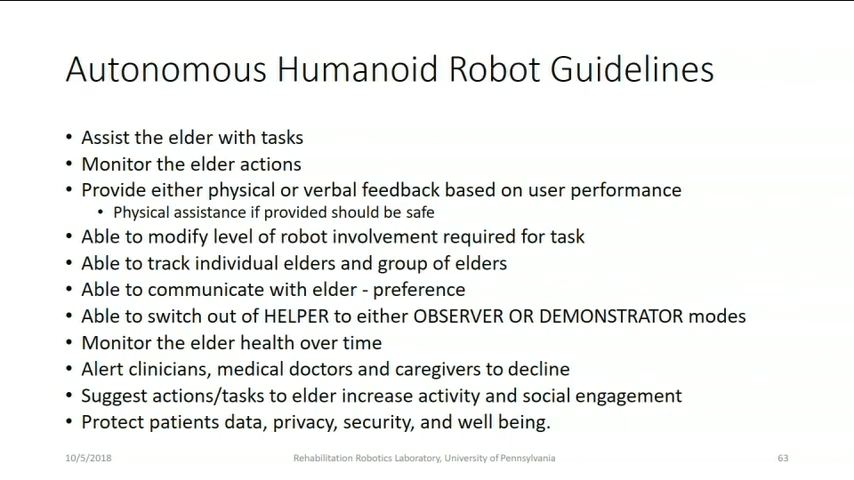 Autonomous Humanoid Robot Guidelines
• Assist the elder with tasks
• Monitor the elder actions
• Provide either physical or verbal feedback based on user performance
• Physical assistance if provided should be safe
• Able to modify level of robot involvement required for task
• Able to track individual elders and group of elders
• Able to communicate with elder - preference
• Able to switch out of HELPER to either OBSERVER OR DEMONSTRATOR modes
• Monitor the elder health over time
• Alert clinicians, medical doctors and caregivers to decline
• Suggest actions/tasks to elder increase activity and social engagement
• Protect patients data, privacy, security, and well being.
10/5/2018 Rehabilitation Robotics Laboratory, University of Pennsylvania 63